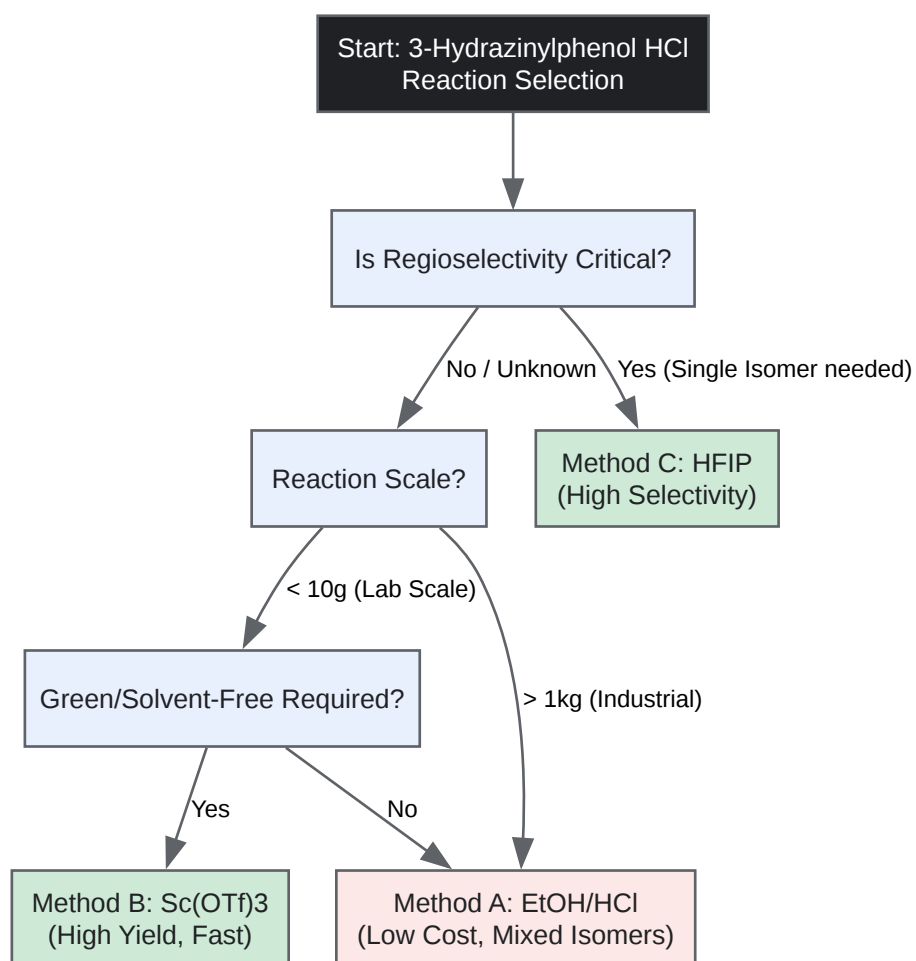 Start: 3-Hydrazinylphenol HCl
Reaction Selection
Is Regioselectivity Critical?
No / Unknown
Yes (Single Isomer needed)
Reaction Scale?
Method C: HFIP
(High Selectivity)
< 10g (Lab Scale)
Green/Solvent-Free Required?
> 1kg (Industrial)
Yes
No
Method B: Sc(OTf)3
(High Yield, Fast)
Method A: EtOH/HCl
(Low Cost, Mixed Isomers)